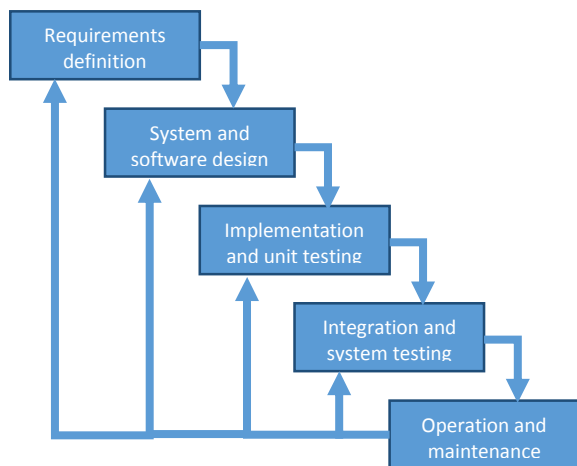 Requirements
definition
System and
software design
Implementation
and unit testing
Integration and
system testing
Operation and
maintenance